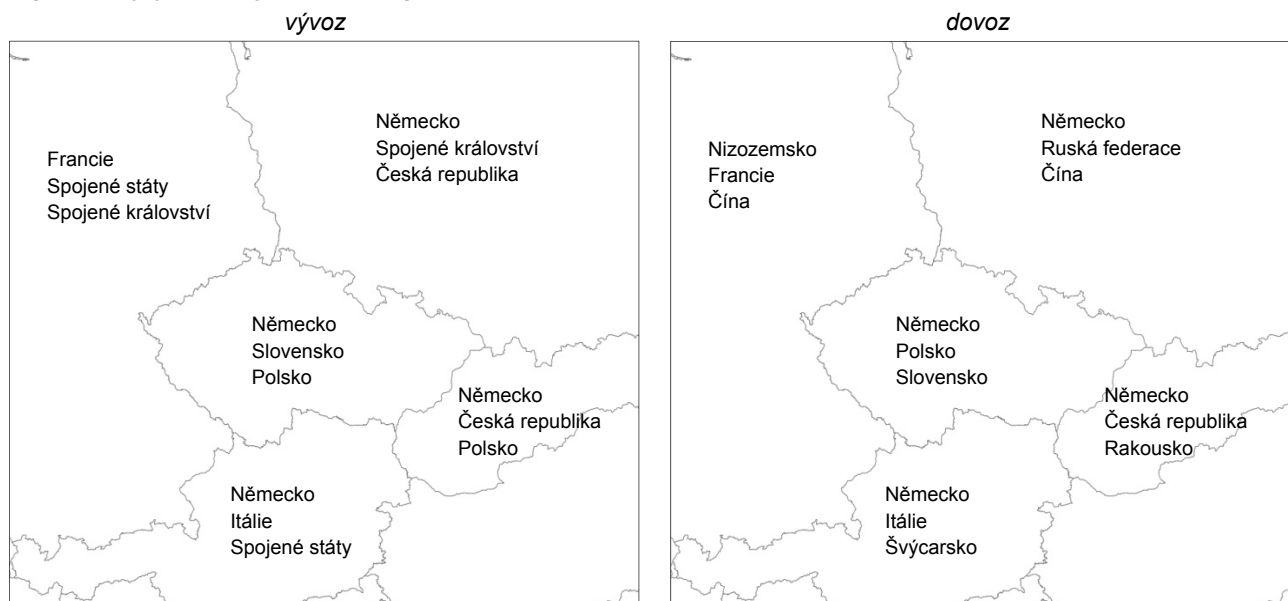 vývoz
Francie
Spojené státy
Spojené království
Německo
Spojené království
Česká republika
Německo
Slovensko
Polsko
Německo
Česká republika
Polsko
Německo
Itálie
Spojené státy
dovoz
Nizozemsko
Francie
Čína
Německo
Ruská federace
Čína
Německo
Polsko
Slovensko
Německo
Česká republika
Rakousko
Německo
Itálie
Švýcarsko